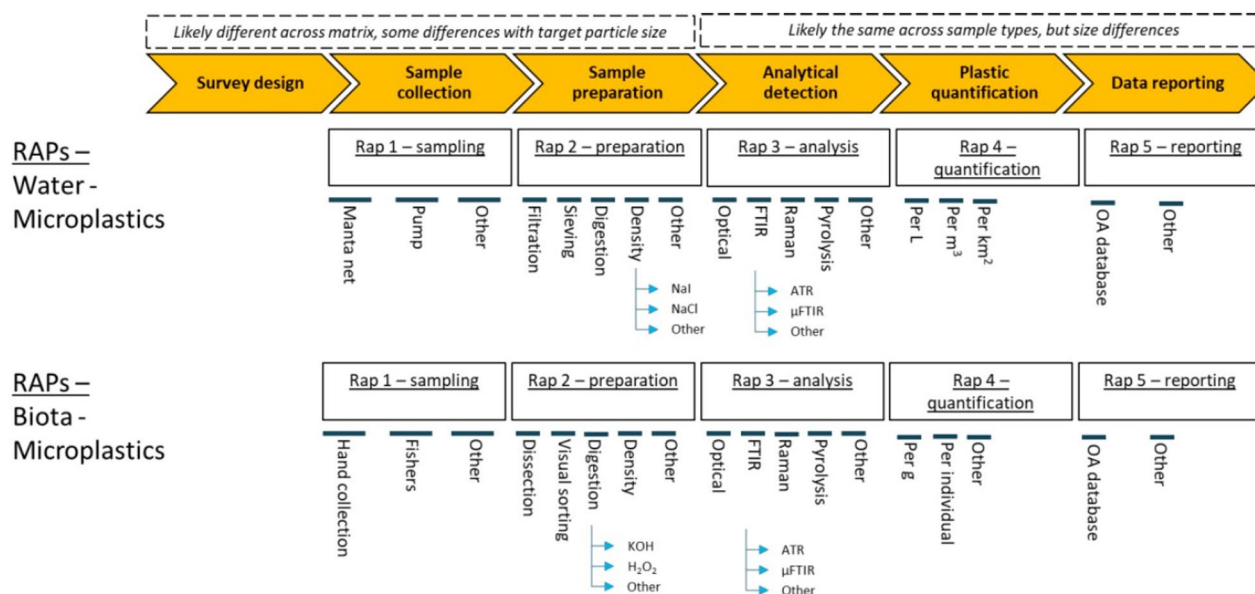 Likely different across matrix, some differences with target particle size
Likely the same across sample types, but size differences
Survey design
Sample
collection
Sample
preparation
Analytical
detection
Plastic
quantification
Data reporting
RAPs –
Water -
Microplastics
Rap 1 – sampling
Rap 2 – preparation
Rap 3 – analysis
Rap 4 –
quantification
Rap 5 – reporting
Manta net
Pump
Other
Filtration
Sieving
Digestion
Density
Other
Optical
FTIR
Raman
Pyrolysis
Other
Per L
Per m³
Per km²
OA database
Other
NaI
NaCl
Other
ATR
µFTIR
Other
RAPs –
Biota -
Microplastics
Rap 1 – sampling
Rap 2 – preparation
Rap 3 – analysis
Rap 4 –
quantification
Rap 5 – reporting
Hand collection
Fishers
Other
Dissection
Visual sorting
Digestion
Density
Other
Optical
FTIR
Raman
Pyrolysis
Other
Per g
Per individual
Other
OA database
Other
KOH
H₂O₂
Other
ATR
µFTIR
Other